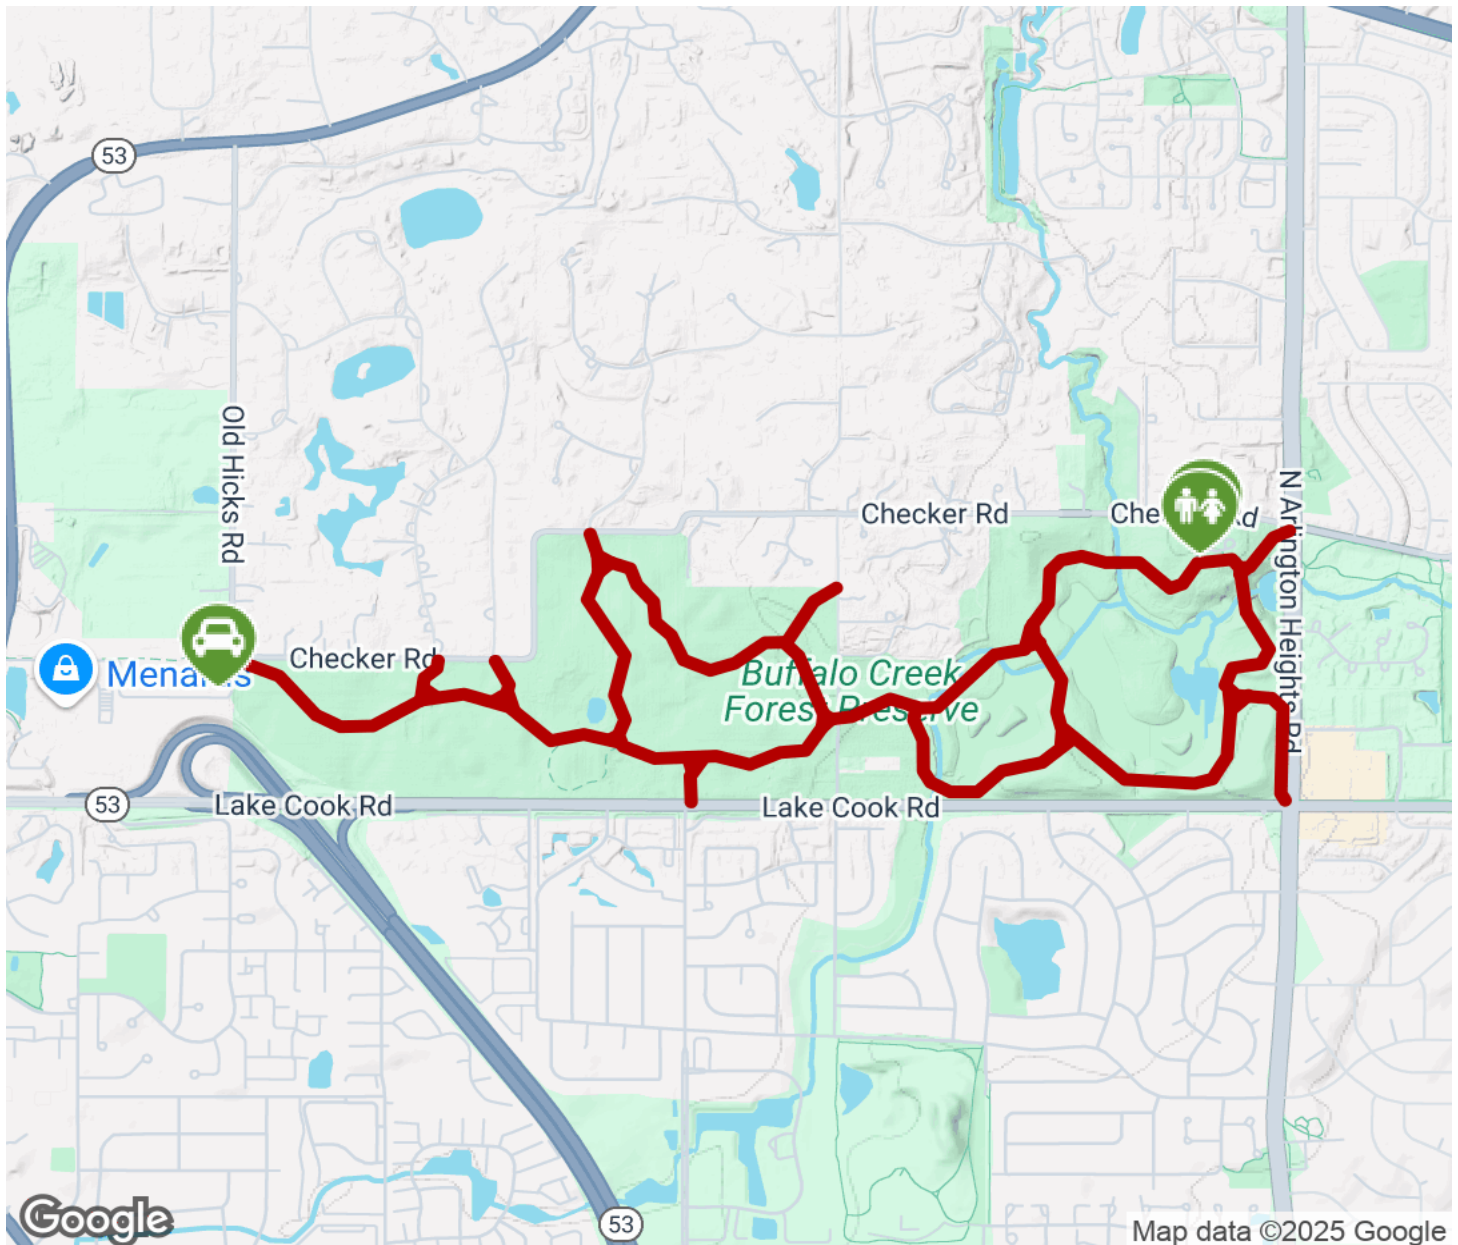 53
Old Hicks Rd
Checker Rd
Che Rd
N Arlington Heights Rd
Checker Rd
Menards
Buffalo Creek
Forest Preserve
53
Lake Cook Rd
Lake Cook Rd
53
Google
Map data ©2025 Google